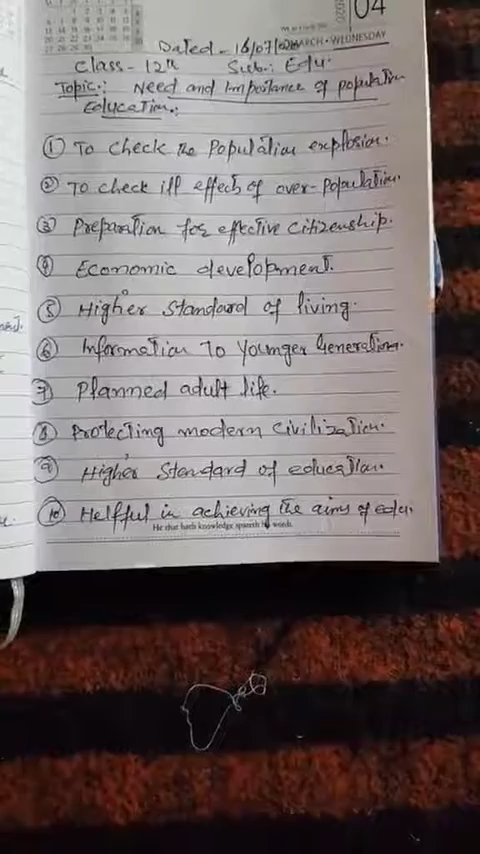 04
MARCH • WEDNESDAY
Dated - 16/07/
Class - 12th Sub: Edu.
Topic: Need and Importance of population
Education:
① To check the Population explosion.
② To check ill effects of over-population.
③ Preparation for effective citizenship.
④ Economic development.
⑤ Higher Standard of living.
⑥ Information To Younger Generation.
⑦ Planned adult life.
⑧ Protecting modern Civilization.
⑨ Higher Standard of education.
⑩ Helpful in achieving the aims of edu.
He that hath knowledge spareth his words.